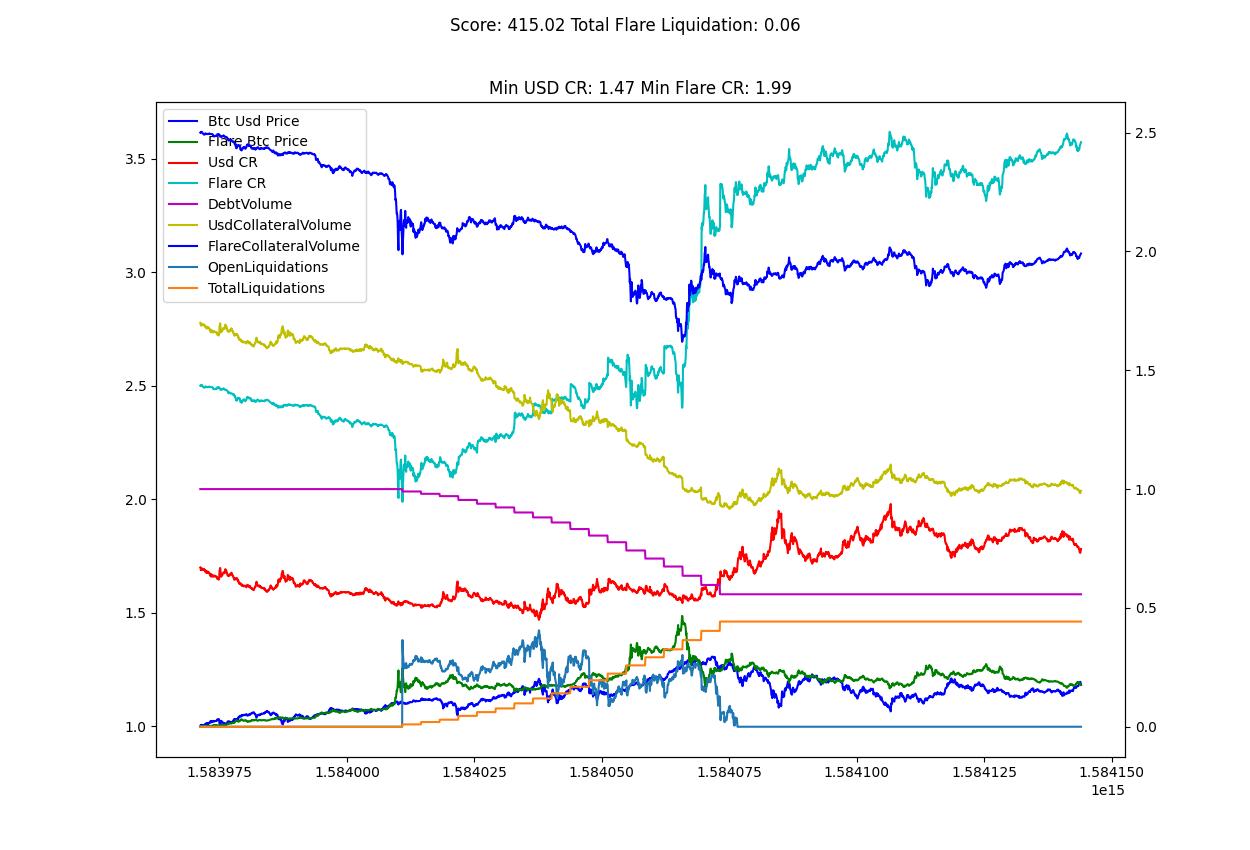 Score: 415.02 Total Flare Liquidation: 0.06
Min USD CR: 1.47 Min Flare CR: 1.99
Btc Usd Price
Flare Btc Price
Usd CR
Flare CR
DebtVolume
UsdCollateralVolume
FlareCollateralVolume
OpenLiquidations
TotalLiquidations
3.5
3.0
2.5
2.0
1.5
1.0
2.5
2.0
1.5
1.0
0.5
0.0
1.583975 1.584000 1.584025 1.584050 1.584075 1.584100 1.584125 1.584150
1e15